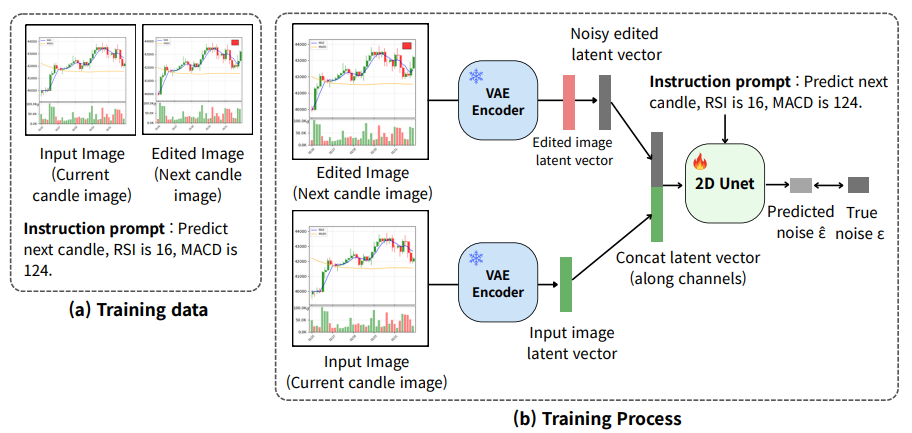 Input Image
(Current
candle image)
Edited Image
(Next candle
image)
Instruction prompt : Predict
next candle, RSI is 16, MACD is
124.
(a) Training data
Edited Image
(Next candle image)
VAE
Encoder
Edited image
latent vector
Noisy edited
latent vector
Instruction prompt : Predict next
candle, RSI is 16, MACD is 124.
2D Unet
Predicted
noise ε̂
True
noise ε
Concat latent vector
(along channels)
Input Image
(Current candle image)
VAE
Encoder
Input image
latent vector
(b) Training Process